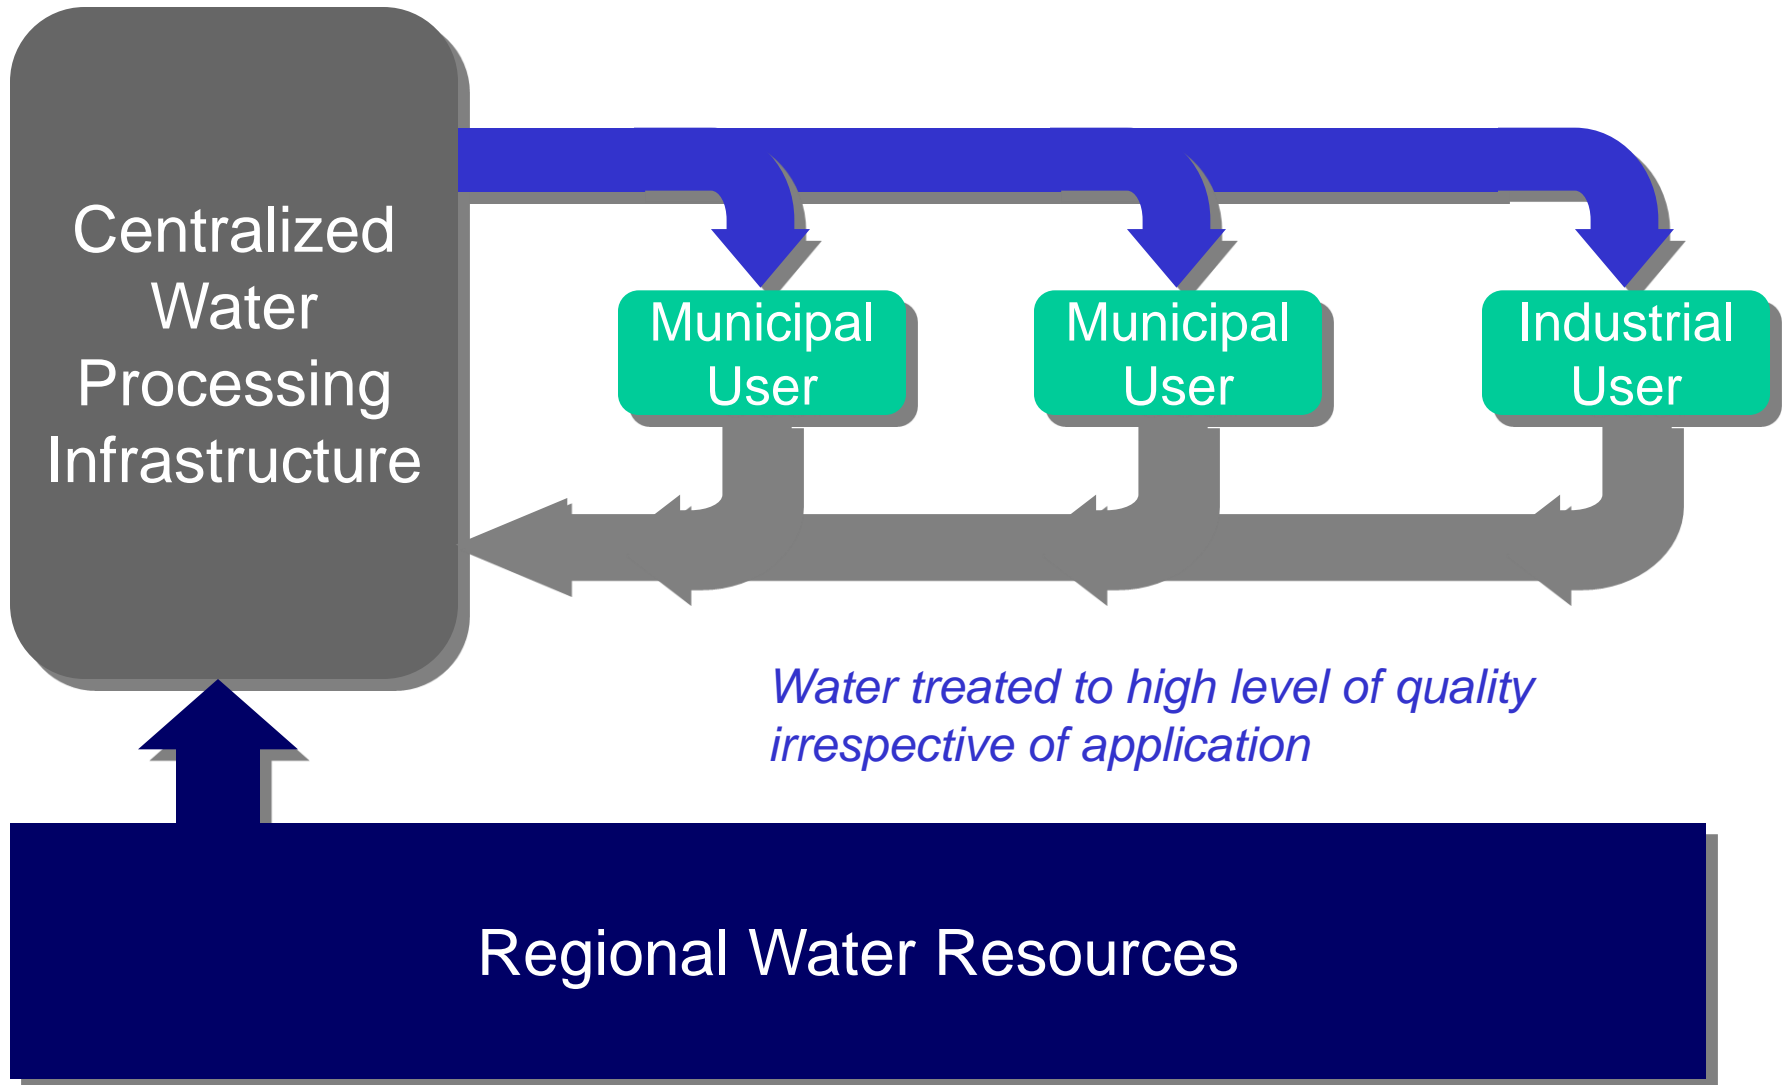 Centralized
Water
Processing
Infrastructure
Municipal
User
Municipal
User
Industrial
User
Water treated to high level of quality
irrespective of application
Regional Water Resources